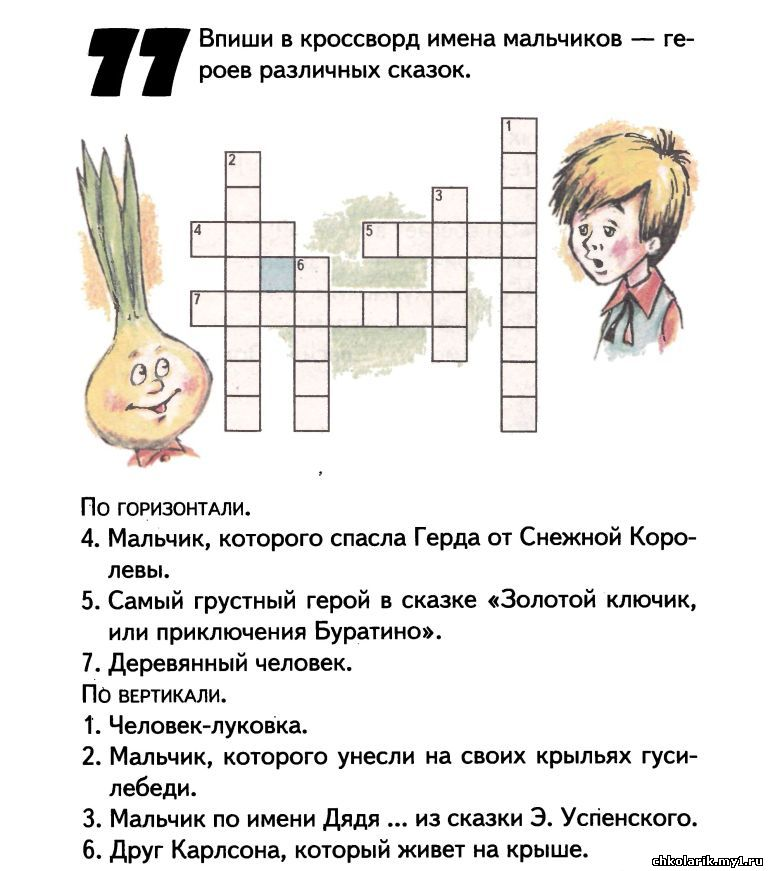 77
Впиши в кроссворд имена мальчиков — ге-
роев различных сказок.
1
2
3
4
5
6
7
По горизонтали.
4. Мальчик, которого спасла Герда от Снежной Коро-
левы.
5. Самый грустный герой в сказке «Золотой ключик,
или приключения Буратино».
7. Деревянный человек.
По вертикали.
1. Человек-луковка.
2. Мальчик, которого унесли на своих крыльях гуси-
лебеди.
3. Мальчик по имени Дядя ... из сказки Э. Успенского.
6. Друг Карлсона, который живет на крыше.
chkolarik.my1.ru